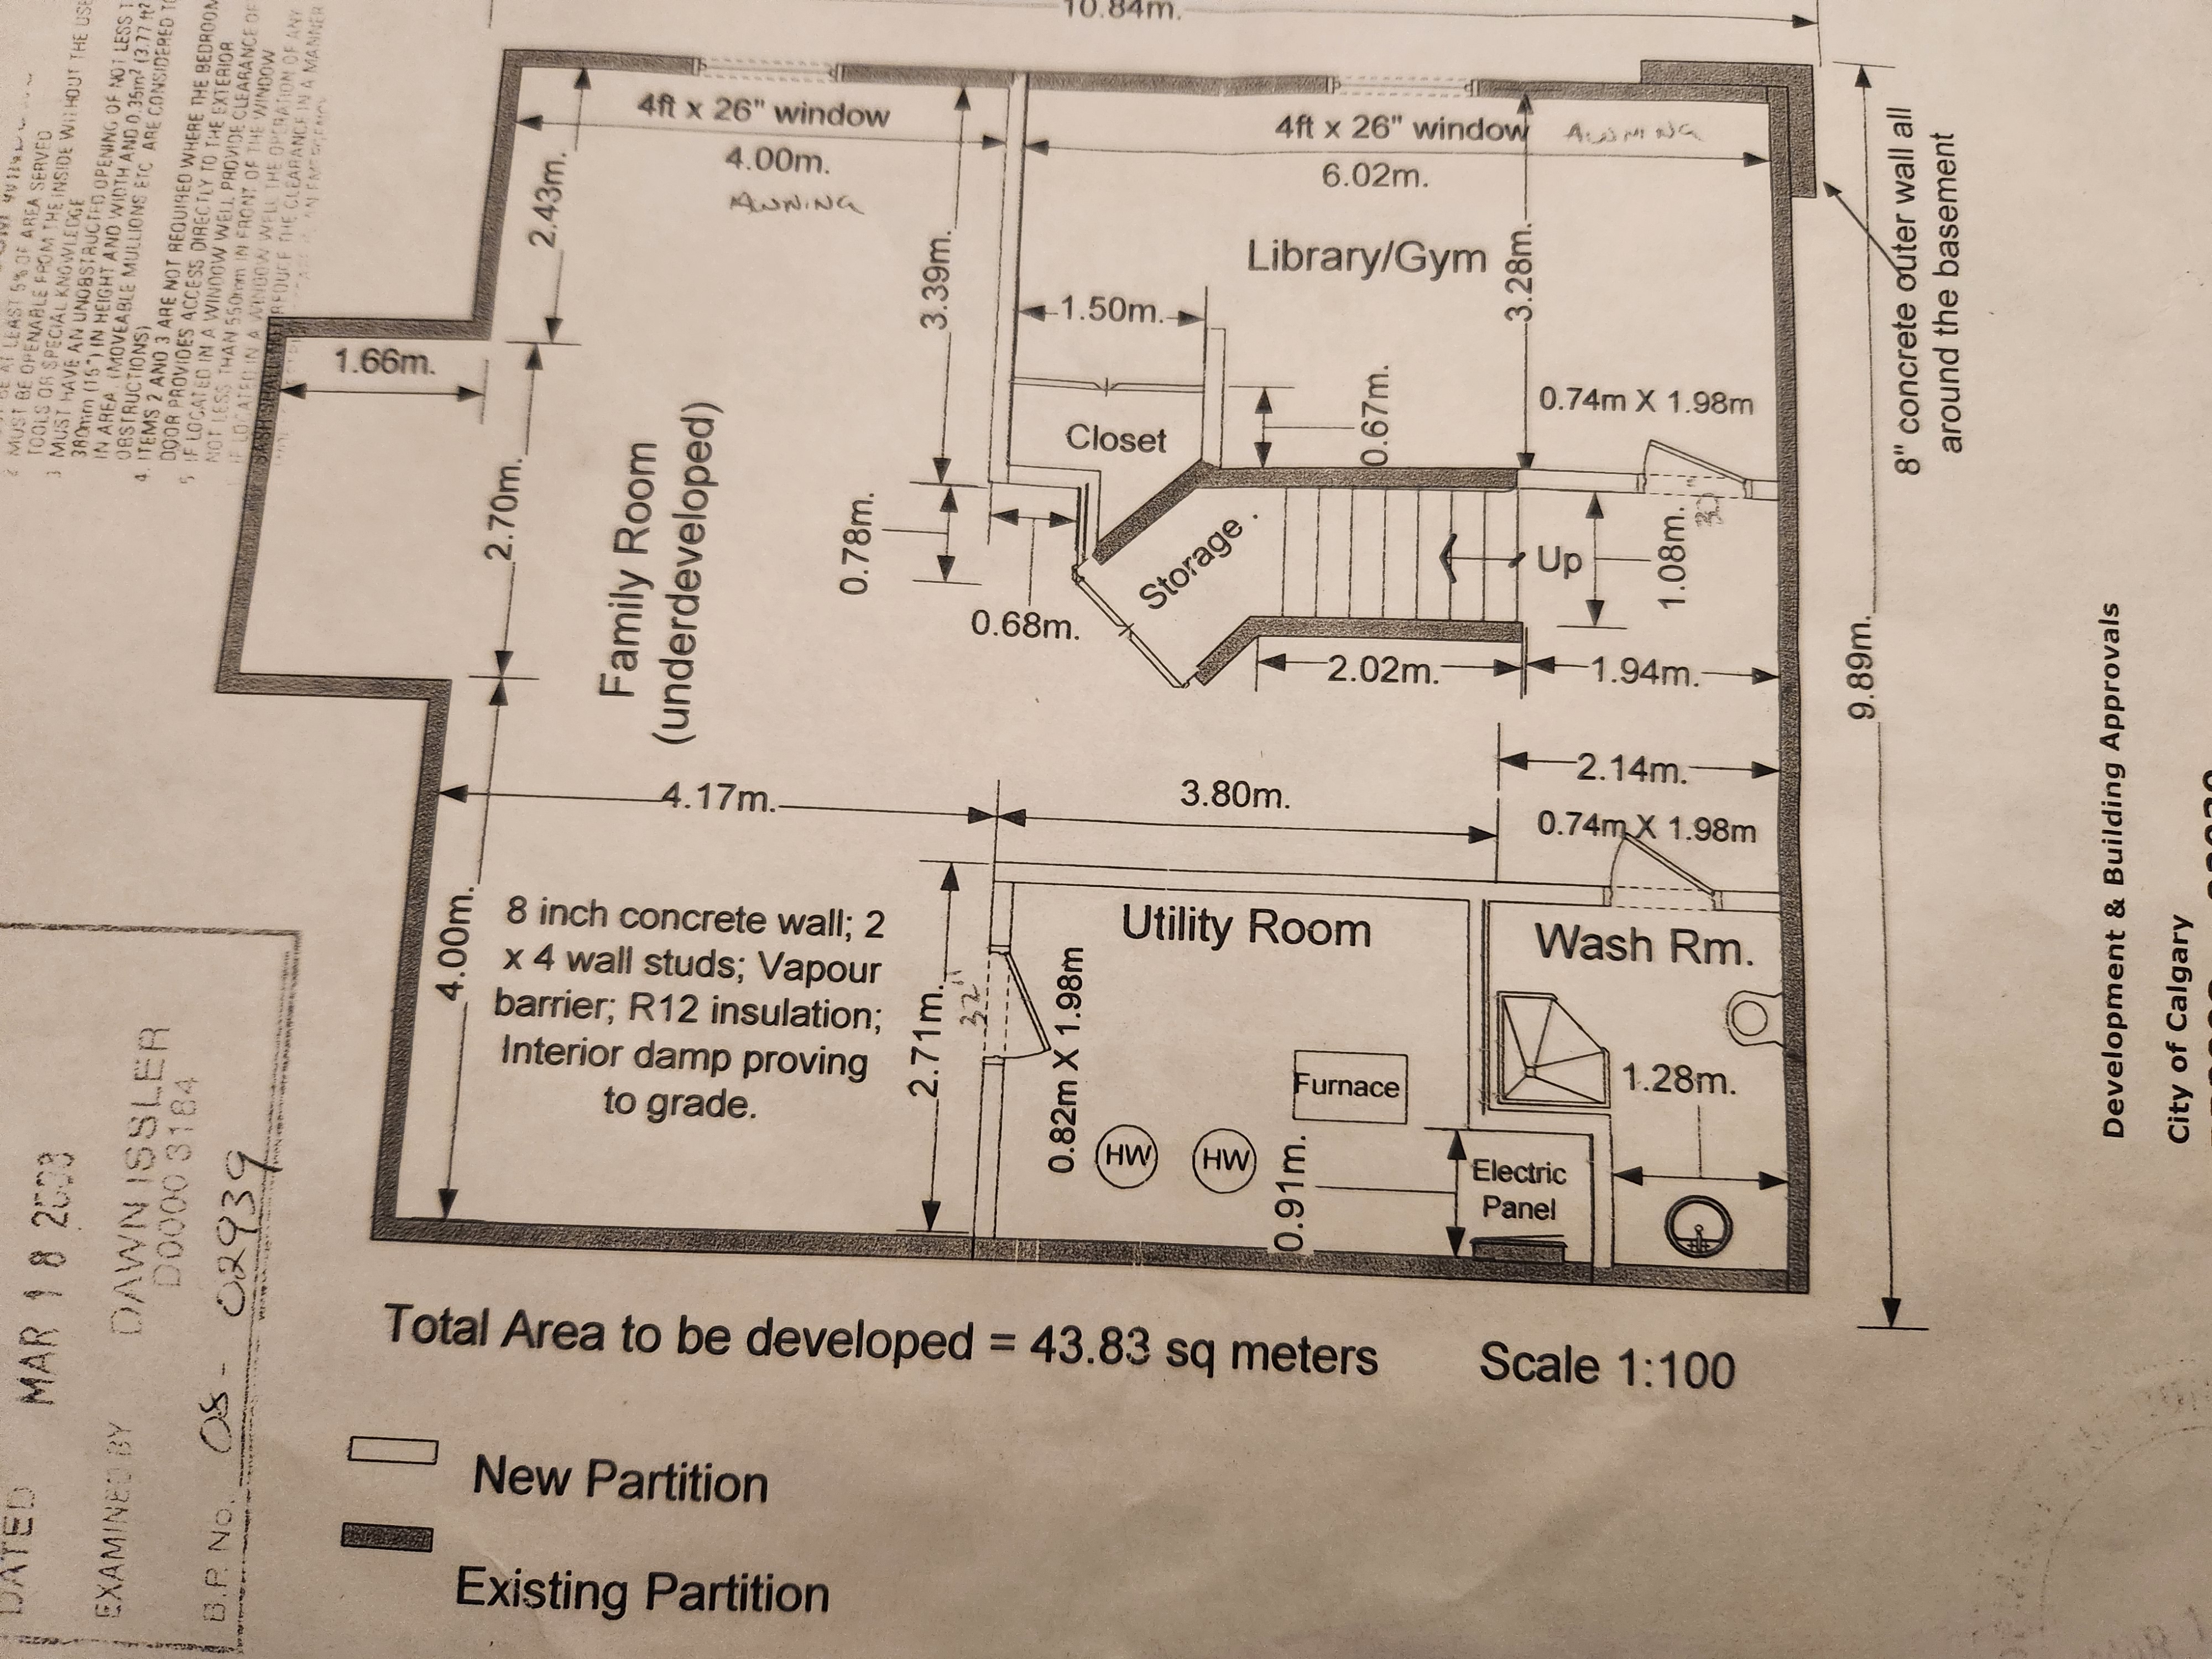 DATED MAR 18 2008
EXAMINED BY DAWN ISSLER
D0000 3184
B.P. No. 08-02939
BE AT LEAST 5% OF AREA SERVED
2 MUST BE OPENABLE FROM THE INSIDE WITHOUT THE USE
TOOLS OR SPECIAL KNOWLEDGE
3 MUST HAVE AN UNOBSTRUCTED OPENING OF NOT LESS
380mm (15") IN HEIGHT AND WIDTH AND 0.35m² (3.77 ft²
IN AREA. (MOVEABLE MULLIONS ETC. ARE CONSIDERED TO
OBSTRUCTIONS)
4. ITEMS 2 AND 3 ARE NOT REQUIRED WHERE THE BEDROOM
DOOR PROVIDES ACCESS DIRECTLY TO THE EXTERIOR
5 IF LOCATED IN A WINDOW WELL, PROVIDE CLEARANCE OF
NOT LESS THAN 550mm IN FRONT OF THE WINDOW
IF LOCATED IN A WINDOW WELL THE OPERATION OF ANY
SASH SHALL NOT REDUCE THE CLEARANCE IN A MANNER
AN EMERGENCY
1.66m.
4.00m.
2.70m.
2.43m.
Family Room
(underdeveloped)
4ft x 26" window
4.00m.
AWNING
8 inch concrete wall; 2
x 4 wall studs; Vapour
barrier; R12 insulation;
Interior damp proving
to grade.
4.17m.
0.78m.
3.39m.
2.71m.
32"
0.68m.
10.84m.
0.82m X 1.98m
HW
HW
Utility Room
3.80m.
Closet
1.50m.
Storage
0.91m.
Furnace
2.02m.
0.67m.
Library/Gym
4ft x 26" window AWNING
6.02m.
3.28m.
Electric
Panel
Wash Rm.
0.74m X 1.98m
2.14m.
1.94m.
Up
1.08m.
0.74m X 1.98m
1.28m.
9.89m.
8" concrete outer wall all
around the basement
New Partition
Existing Partition
Total Area to be developed = 43.83 sq meters Scale 1:100
Development & Building Approvals
City of Calgary